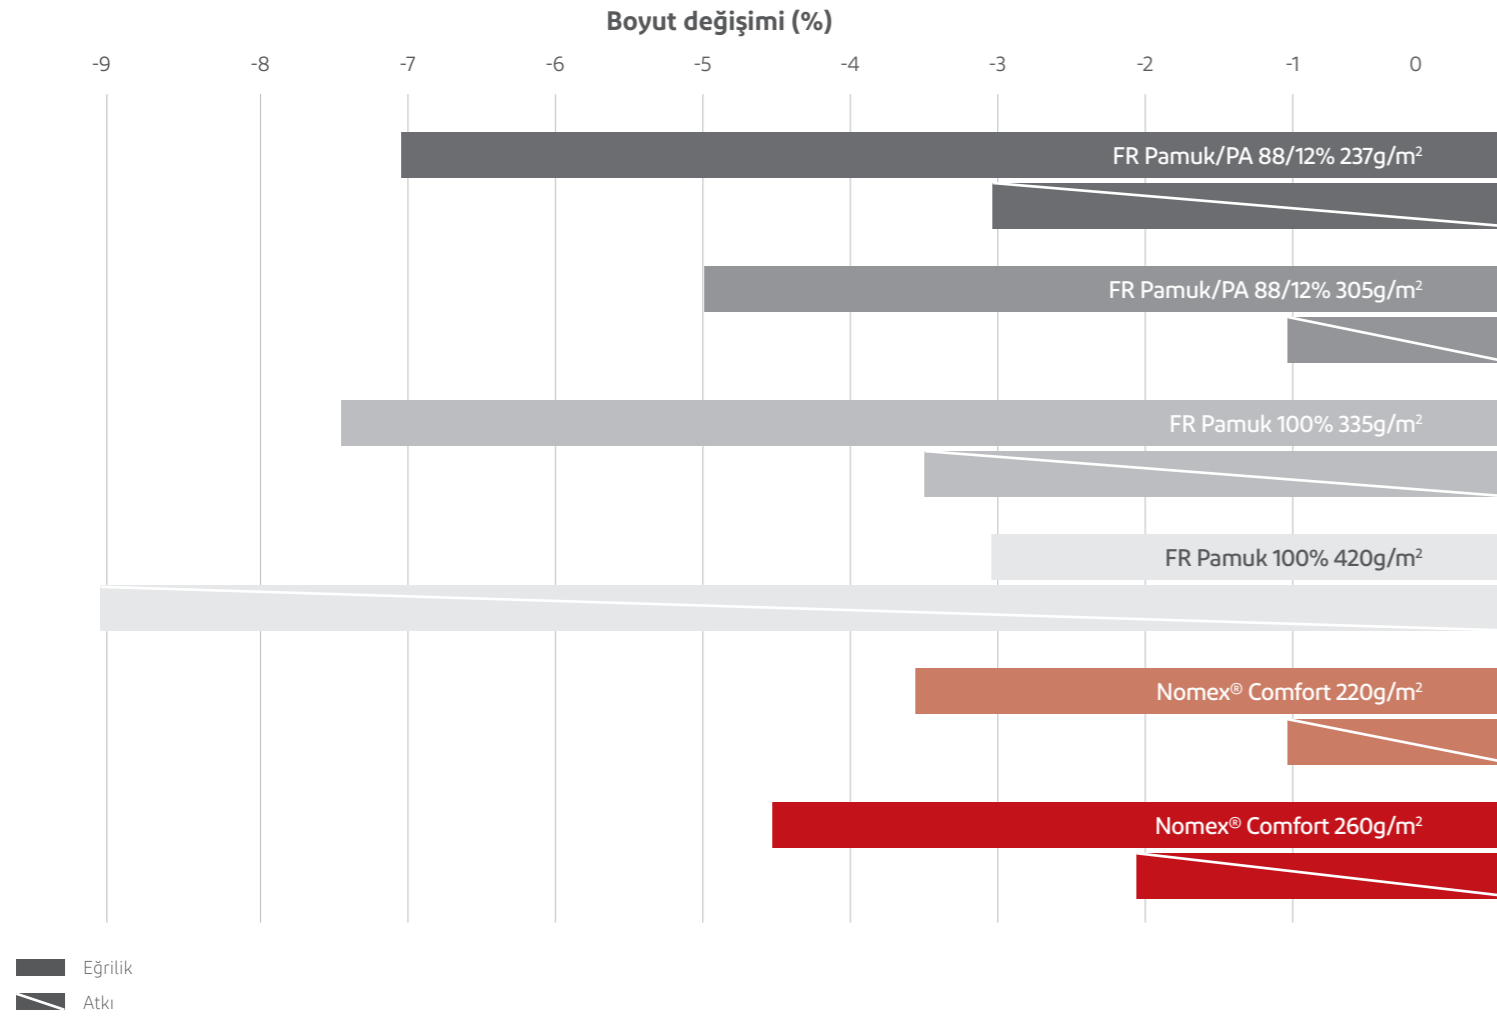 Boyut değişimi (%)
-9 -8 -7 -6 -5 -4 -3 -2 -1 0
FR Pamuk/PA 88/12% 237g/m²
FR Pamuk/PA 88/12% 305g/m²
FR Pamuk 100% 335g/m²
FR Pamuk 100% 420g/m²
Nomex® Comfort 220g/m²
Nomex® Comfort 260g/m²
Eğrilik
Atkı